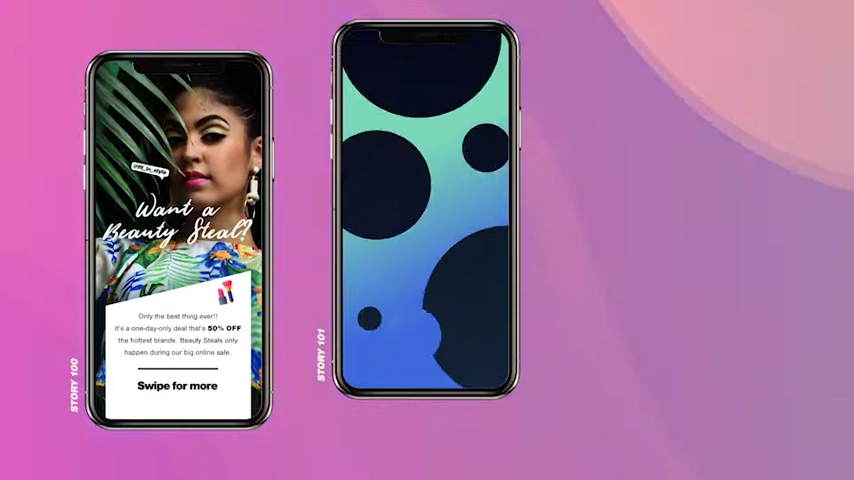 @fit_in_style
Want a
Beauty Steal?
Only the best thing ever!!
It's a one-day-only deal that's 50% OFF
the hottest brands. Beauty Steals only
happen during our big online sale.
Swipe for more
STORY 100
STORY 101